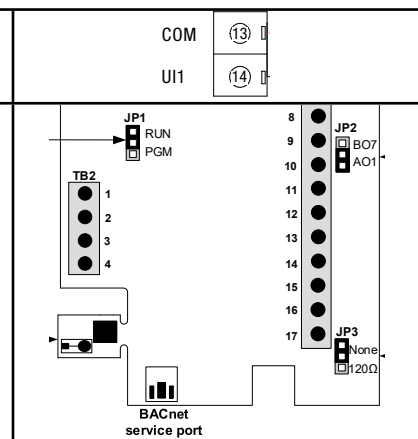 COM 13
UI1 14
JP1
RUN
PGM
TB2
1
2
3
4
8
9
10
11
12
13
14
15
16
17
JP2
BO7
AO1
JP3
None
120Ω
BACnet
service port